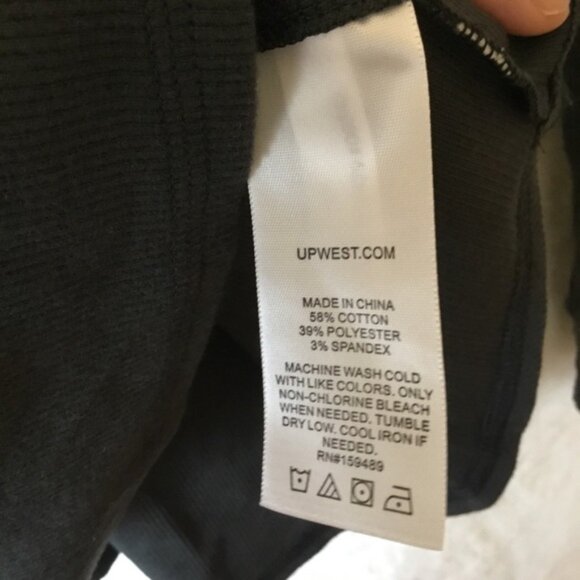 UPWEST.COM
MADE IN CHINA
58% COTTON
39% POLYESTER
3% SPANDEX
MACHINE WASH COLD
WITH LIKE COLORS. ONLY
NON-CHLORINE BLEACH
WHEN NEEDED. TUMBLE
DRY LOW. COOL IRON IF
NEEDED.
RN#159489